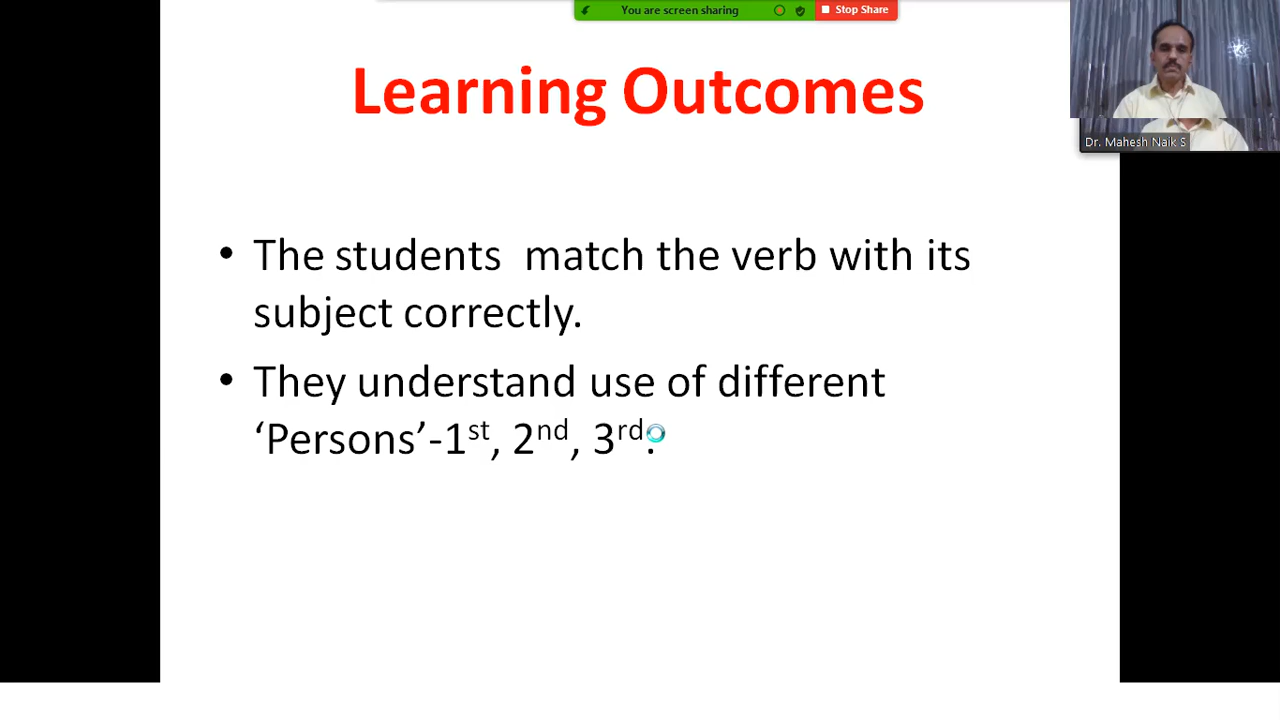 You are screen sharing
Stop Share
Learning Outcomes
Dr. Mahesh Naik S
• The students  match the verb with its
subject correctly.
• They understand use of different
‘Persons’-1st, 2nd, 3rd.